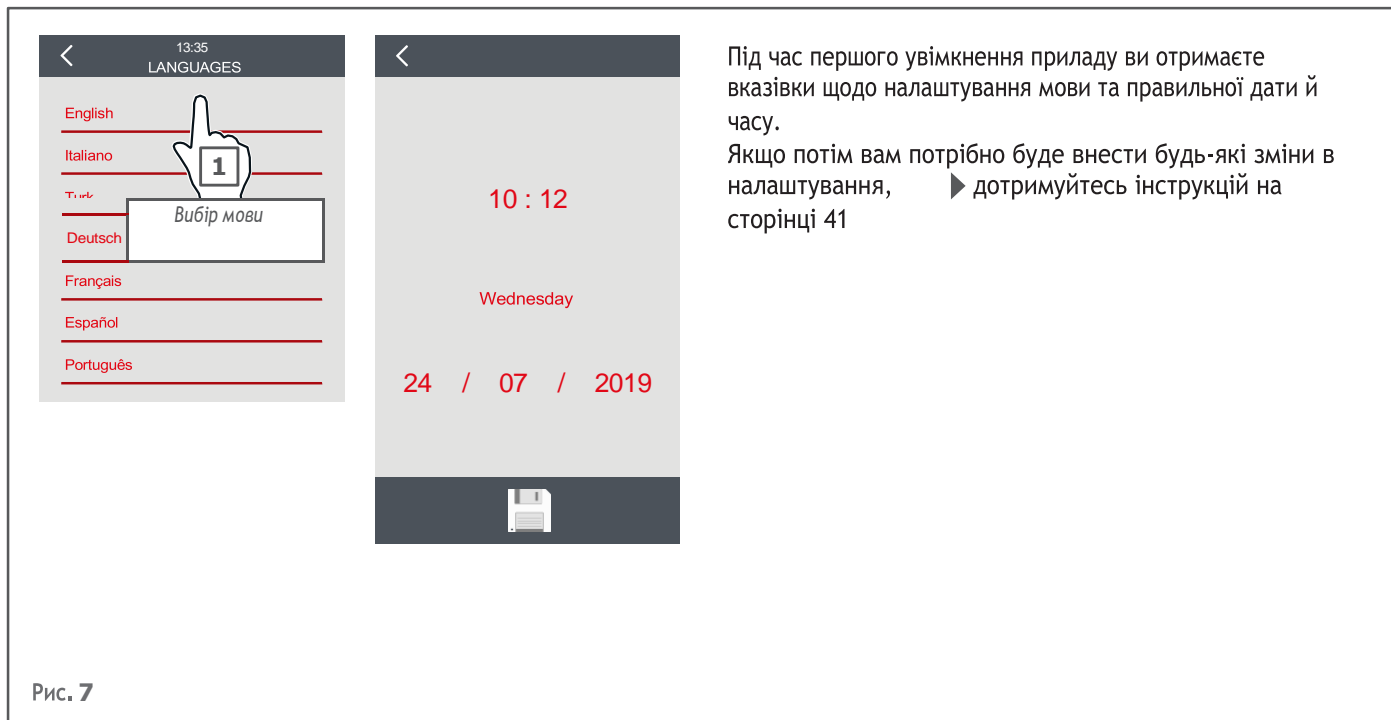 13:35
LANGUAGES
English
Italiano
1
Вибір мови
Deutsch
Français
Español
Português
10 : 12
Wednesday
24 / 07 / 2019
Під час першого увімкнення приладу ви отримаєте
вказівки щодо налаштування мови та правильної дати й
часу.
Якщо потім вам потрібно буде внести будь-які зміни в
налаштування, дотримуйтесь інструкцій на
сторінці 41
Рис. 7